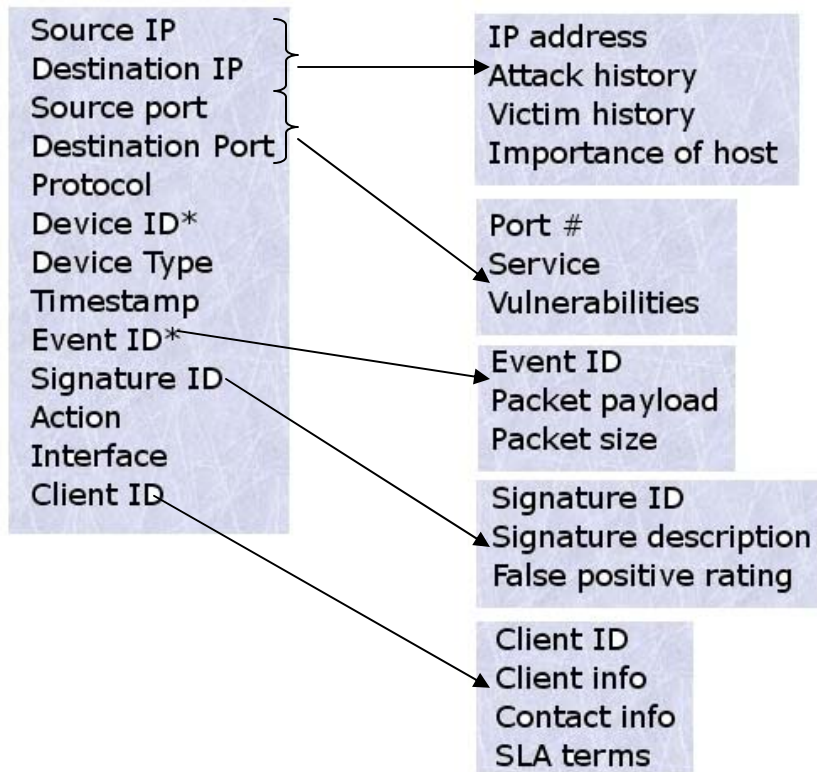 Source IP
Destination IP
Source port
Destination Port
Protocol
Device ID*
Device Type
Timestamp
Event ID*
Signature ID
Action
Interface
Client ID
IP address
Attack history
Victim history
Importance of host
Port #
Service
Vulnerabilities
Event ID
Packet payload
Packet size
Signature ID
Signature description
False positive rating
Client ID
Client info
Contact info
SLA terms